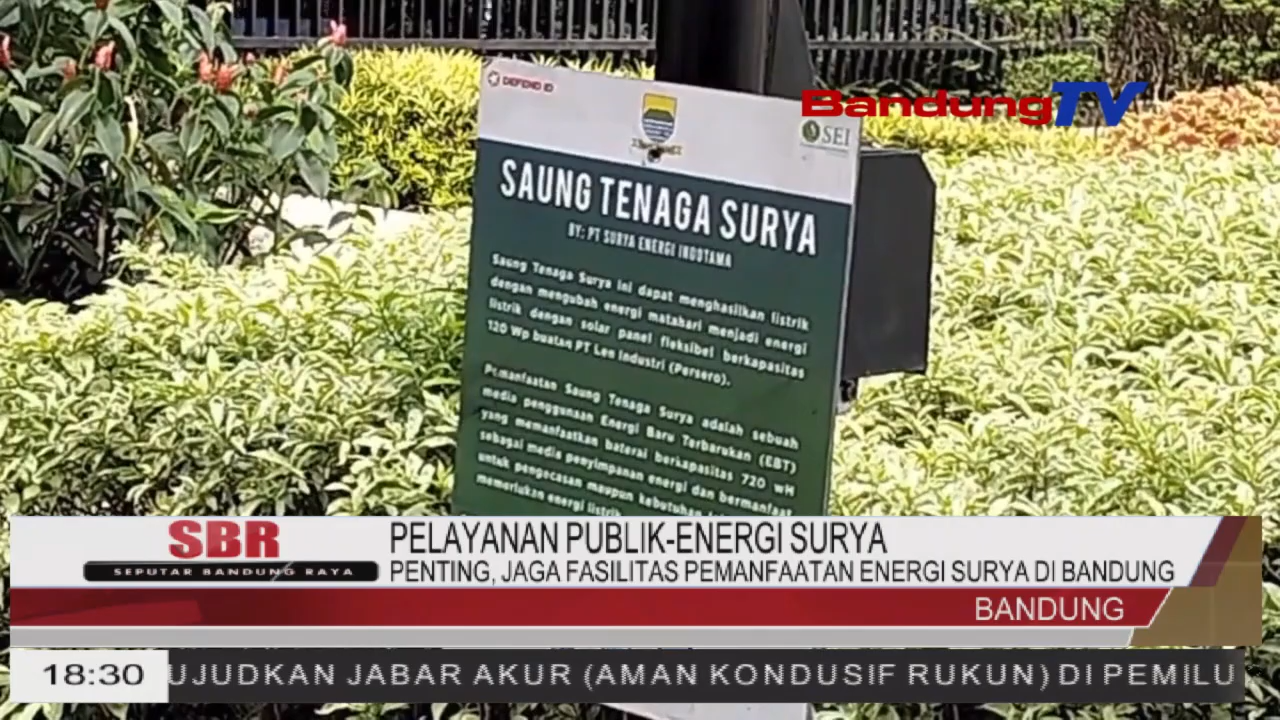 DEFEND ID
BandungTV
SEI
SAUNG TENAGA SURYA
BY: PT SURYA ENERGI INDOTAMA
Saung Tenaga Surya ini dapat menghasilkan listrik
dengan mengubah energi matahari menjadi energi
listrik dengan solar panel fleksibel berkapasitas
120 Wp buatan PT Len Industri (Persero).
Pemanfaatan Saung Tenaga Surya adalah sebuah
media penggunaan Energi Baru Terbarukan (EBT)
yang memanfaatkan baterai berkapasitas 720 wH
sebagai media penyimpanan energi dan bermanfaat
untuk pengecasan maupun kebutuhan
memerlukan energi listrik
SBR
SEPUTAR BANDUNG RAYA
PELAYANAN PUBLIK-ENERGI SURYA
PENTING, JAGA FASILITAS PEMANFAATAN ENERGI SURYA DI BANDUNG
BANDUNG
18:30
UJUDKAN JABAR AKUR (AMAN KONDUSIF RUKUN) DI PEMILU